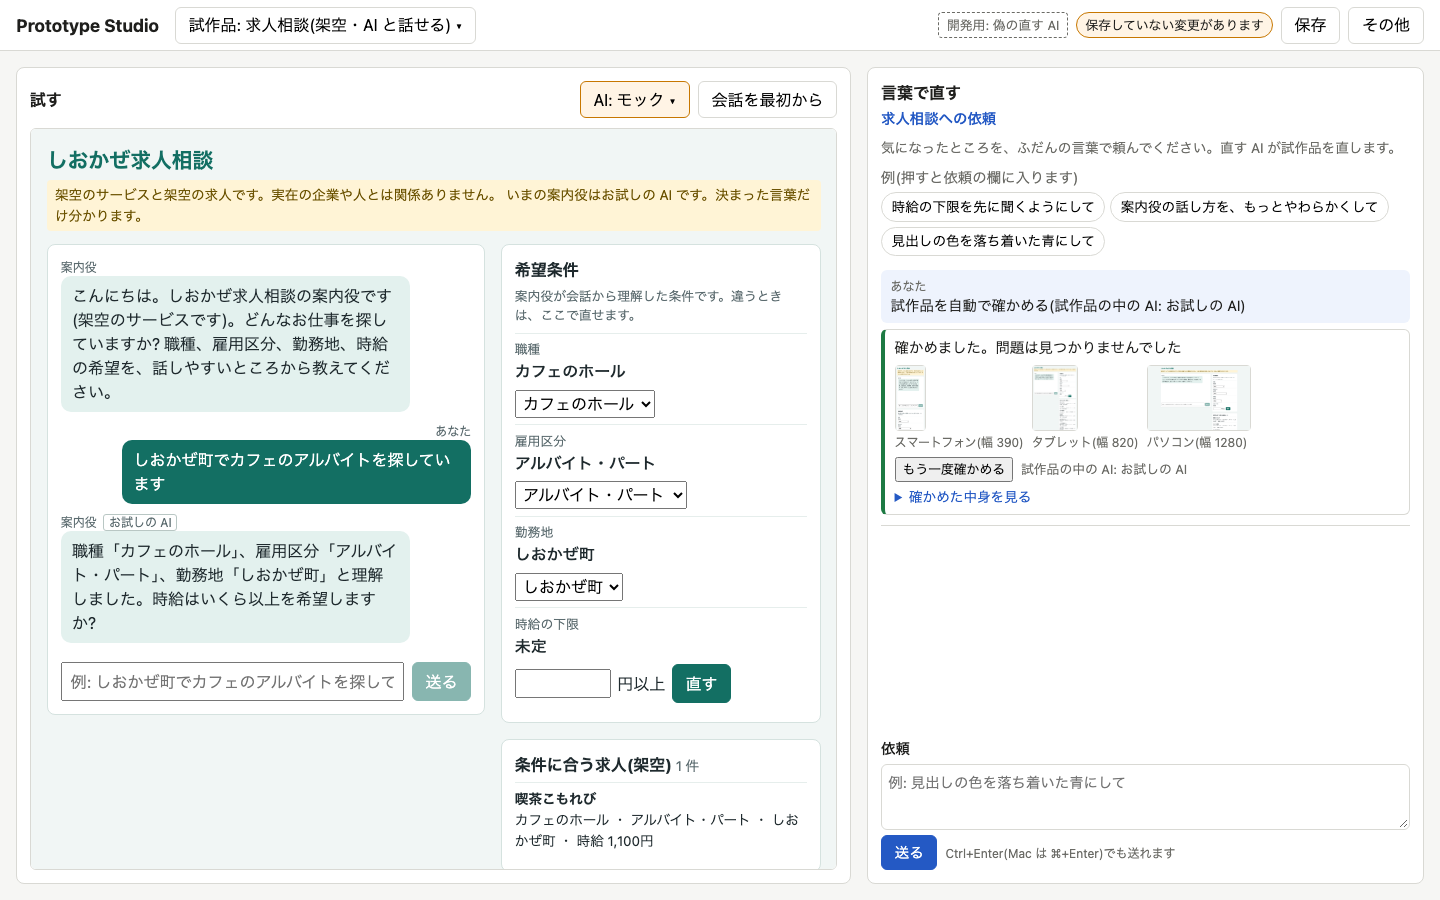 Prototype Studio
試作品: 求人相談(架空・AI と話せる) ▾
開発用: 偽の直す AI
保存していない変更があります
保存
その他
試す
AI: モック ▾
会話を最初から
しおかぜ求人相談
架空のサービスと架空の求人です。実在の企業や人とは関係ありません。 いまの案内役はお試しの AI です。決まった言葉だ
け分かります。
案内役
こんにちは。しおかぜ求人相談の案内役です
(架空のサービスです)。どんなお仕事を探し
ていますか? 職種、雇用区分、勤務地、時給
の希望を、話しやすいところから教えてくだ
さい。
あなた
しおかぜ町でカフェのアルバイトを探してい
ます
案内役 お試しの AI
職種「カフェのホール」、雇用区分「アルバイ
ト・パート」、勤務地「しおかぜ町」と理解
しました。時給はいくら以上を希望します
か?
例: しおかぜ町でカフェのアルバイトを探して
送る
希望条件
案内役が会話から理解した条件です。違うとき
は、ここで直せます。
職種
カフェのホール
カフェのホール
雇用区分
アルバイト・パート
アルバイト・パート
勤務地
しおかぜ町
しおかぜ町
時給の下限
未定
円以上 直す
条件に合う求人(架空) 1 件
喫茶こもれび
カフェのホール ・ アルバイト・パート ・ しお
かぜ町 ・ 時給 1,100円
言葉で直す
求人相談への依頼
気になったところを、ふだんの言葉で頼んでください。直す AI が試作品を直します。
例(押すと依頼の欄に入ります)
時給の下限を先に聞くようにして
案内役の話し方を、もっとやわらかくして
見出しの色を落ち着いた青にして
あなた
試作品を自動で確かめる(試作品の中の AI: お試しの AI)
確かめました。問題は見つかりませんでした
スマートフォン(幅 390) タブレット(幅 820) パソコン(幅 1280)
もう一度確かめる 試作品の中の AI: お試しの AI
▶ 確かめた中身を見る
依頼
例: 見出しの色を落ち着いた青にして
送る Ctrl+Enter(Mac は ⌘+Enter)でも送れます